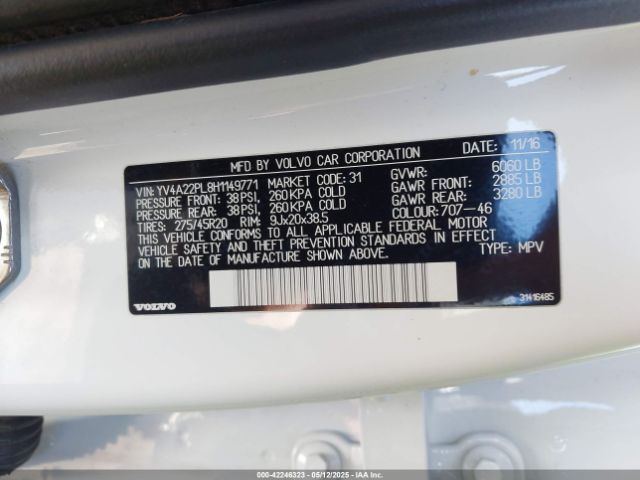 MFD BY VOLVO CAR CORPORATION PL DATE: 11/16
VIN: YV4A22PL8H1149771 MARKET CODE: 31 GVWR: 6060 LB
PRESSURE FRONT: 38 PSI, 260 KPA COLD GAWR FRONT: 2885 LB
PRESSURE REAR: 38 PSI, 260 KPA COLD GAWR REAR: 3280 LB
TIRES: 275/45R20 RIM: 9Jx20x38.5 COLOUR: 707-46
THIS VEHICLE CONFORMS TO ALL APPLICABLE FEDERAL MOTOR
VEHICLE SAFETY AND THEFT PREVENTION STANDARDS IN EFFECT
ON THE DATE OF MANUFACTURE SHOWN ABOVE. TYPE: MPV
VOLVO 31416485
000-42246323 - 05/12/2025 - IAAI.COM